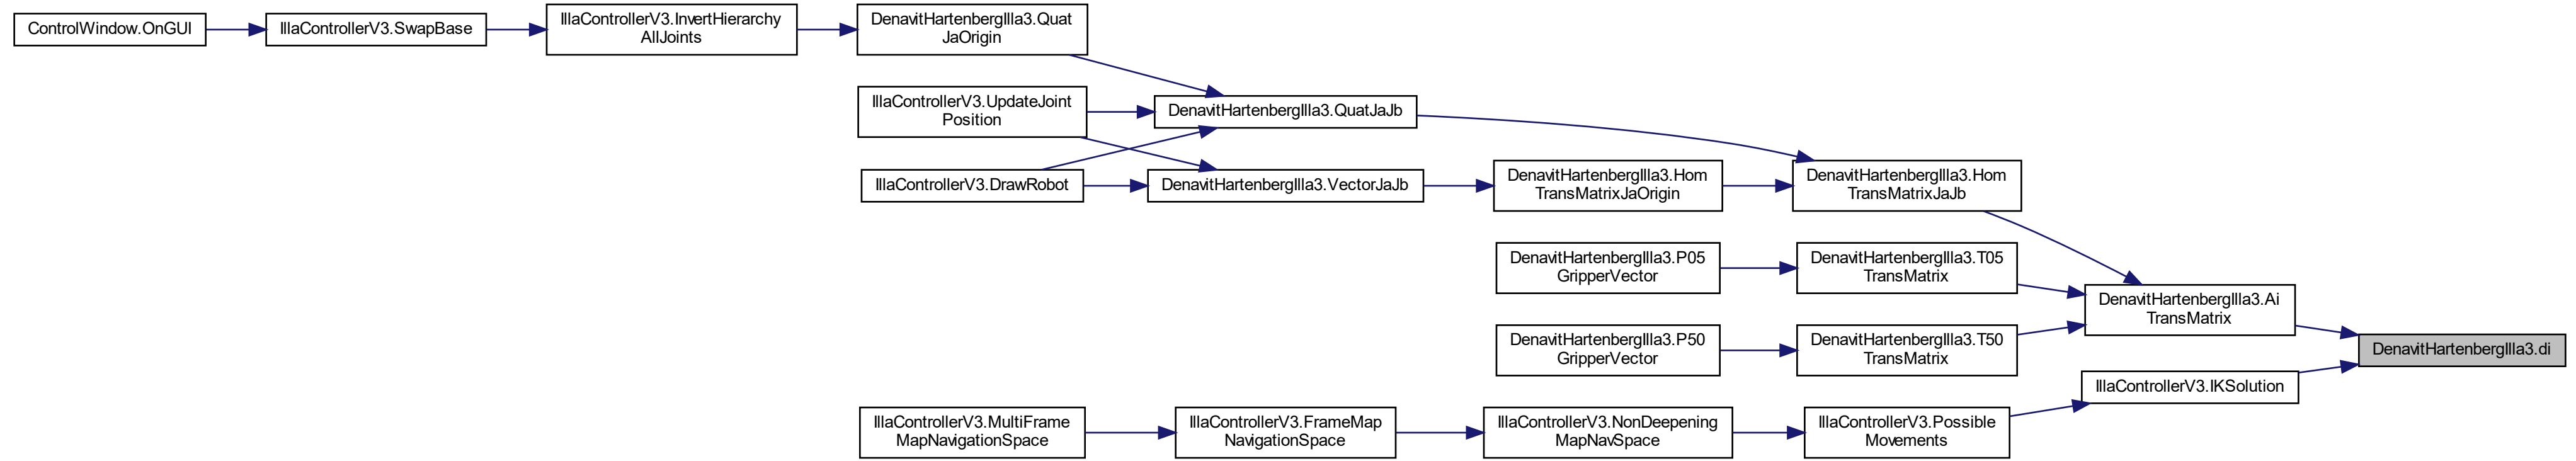 ControlWindow.OnGUI
IllaControllerV3.SwapBase
IllaControllerV3.InvertHierarchy
AllJoints
DenavitHartenbergIlla3.Quat
JaOrigin
IllaControllerV3.UpdateJoint
Position
DenavitHartenbergIlla3.QuatJaJb
IllaControllerV3.DrawRobot
DenavitHartenbergIlla3.VectorJaJb
DenavitHartenbergIlla3.Hom
TransMatrixJaOrigin
DenavitHartenbergIlla3.Hom
TransMatrixJaJb
DenavitHartenbergIlla3.P05
GripperVector
DenavitHartenbergIlla3.T05
TransMatrix
DenavitHartenbergIlla3.Ai
TransMatrix
DenavitHartenbergIlla3.P50
GripperVector
DenavitHartenbergIlla3.T50
TransMatrix
DenavitHartenbergIlla3.di
IllaControllerV3.IKSolution
IllaControllerV3.MultiFrame
MapNavigationSpace
IllaControllerV3.FrameMap
NavigationSpace
IllaControllerV3.NonDeepening
MapNavSpace
IllaControllerV3.Possible
Movements